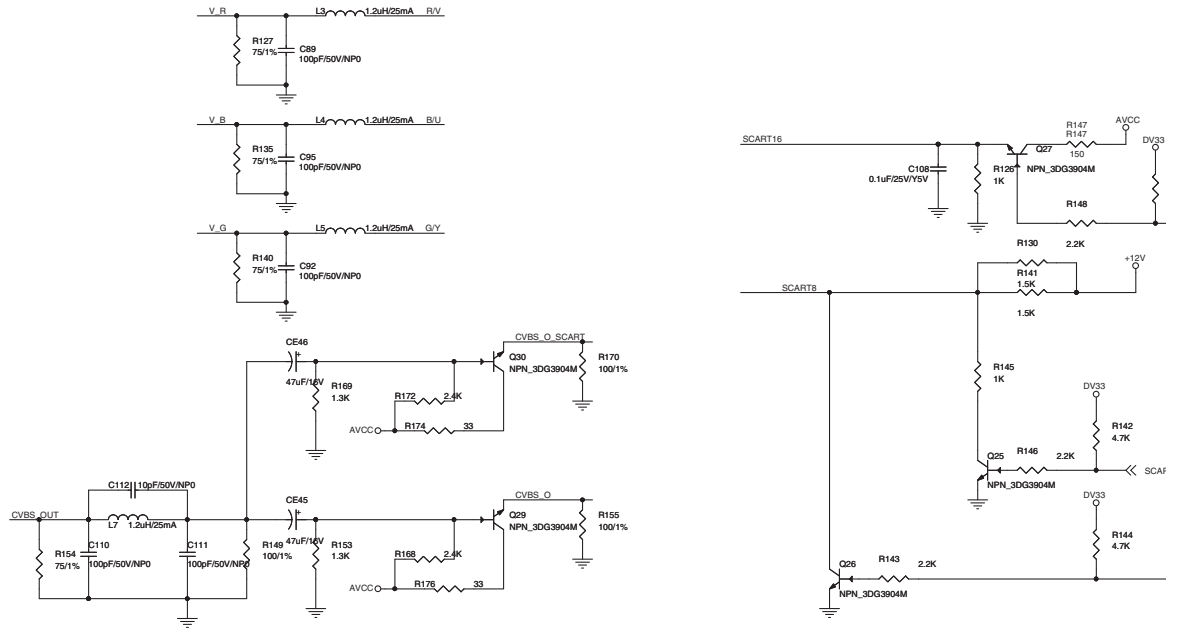 V_R L3 1.2uH/25mA R/V
R127
75/1%
C89
100pF/50V/NP0
V_B L4 1.2uH/25mA B/U
R135
75/1%
C95
100pF/50V/NP0
V_G L5 1.2uH/25mA G/Y
R140
75/1%
C92
100pF/50V/NP0
CE46
47uF/16V
R169
1.3K
R172 2.4K
AVCC R174 33
CVBS_O_SCART
Q30
NPN_3DG3904M
R170
100/1%
CVBS_OUT
C112 10pF/50V/NP0
L7 1.2uH/25mA
R154
75/1%
C110
100pF/50V/NP0
C111
100pF/50V/NP0
R149
100/1%
CE45
47uF/16V
R153
1.3K
R168 2.4K
AVCC R176 33
CVBS_O
Q29
NPN_3DG3904M
R155
100/1%
SCART16
C108
0.1uF/25V/Y5V
R126
1K
Q27
NPN_3DG3904M
R147
R147
150
AVCC
DV33
R148
2.2K
SCART8
R130
R141
1.5K
1.5K
+12V
R145
1K
DV33
R142
4.7K
Q25
NPN_3DG3904M
R146 2.2K
SCAR
DV33
R144
4.7K
Q26
NPN_3DG3904M
R143 2.2K